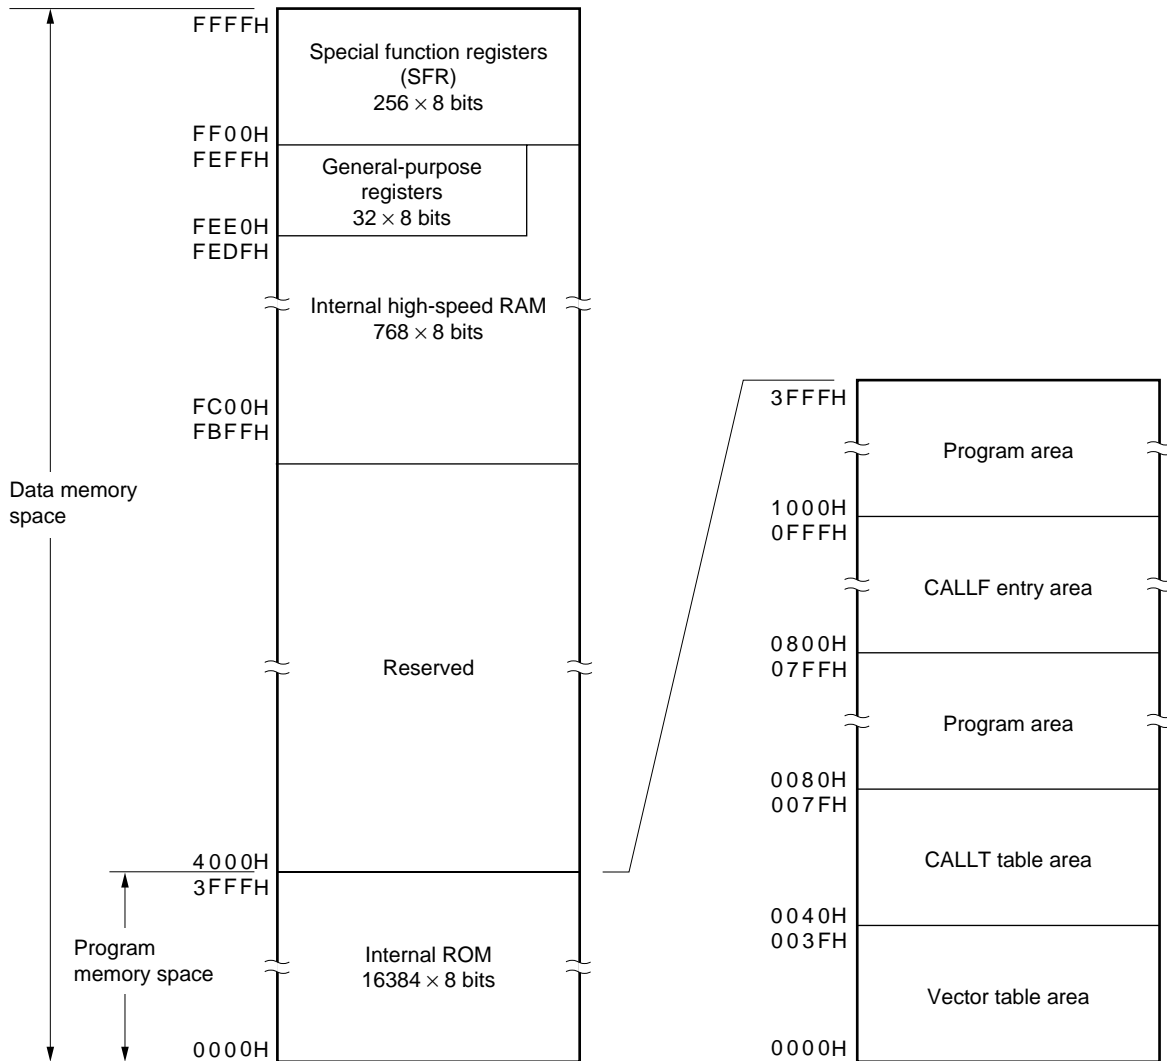 FFFFH
Special function registers
(SFR)
256 × 8 bits
FF00H
FEFFH
General-purpose
registers
32 × 8 bits
FEE0H
FEDFH
Internal high-speed RAM
768 × 8 bits
FC00H
FBFFH
Data memory
space
Reserved
4000H
3FFFH
Program
memory space
Internal ROM
16384 × 8 bits
0000H
3FFFH
Program area
1000H
0FFFH
CALLF entry area
0800H
07FFH
Program area
0080H
007FH
CALLT table area
0040H
003FH
Vector table area
0000H